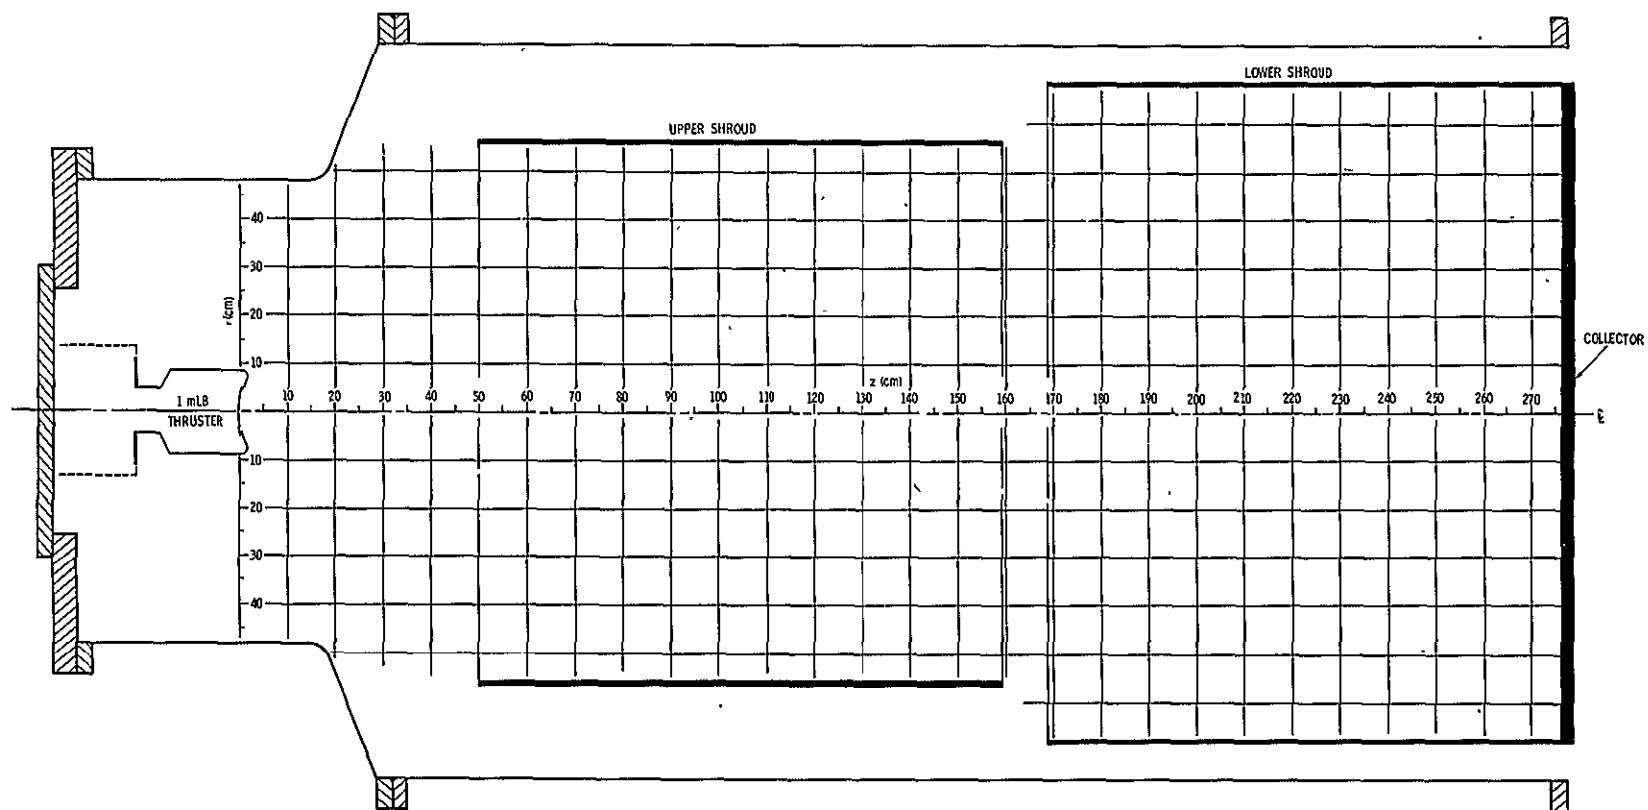 LOWER SHROUD
UPPER SHROUD
40
30
r (cm)
20
10
COLLECTOR
z (cm)
1 mLB
THRUSTER
10 20 30 40 50 60 70 80 90 100 110 120 130 140 150 160 170 180 190 200 210 220 230 240 250 260 270
℄
10
20
30
40